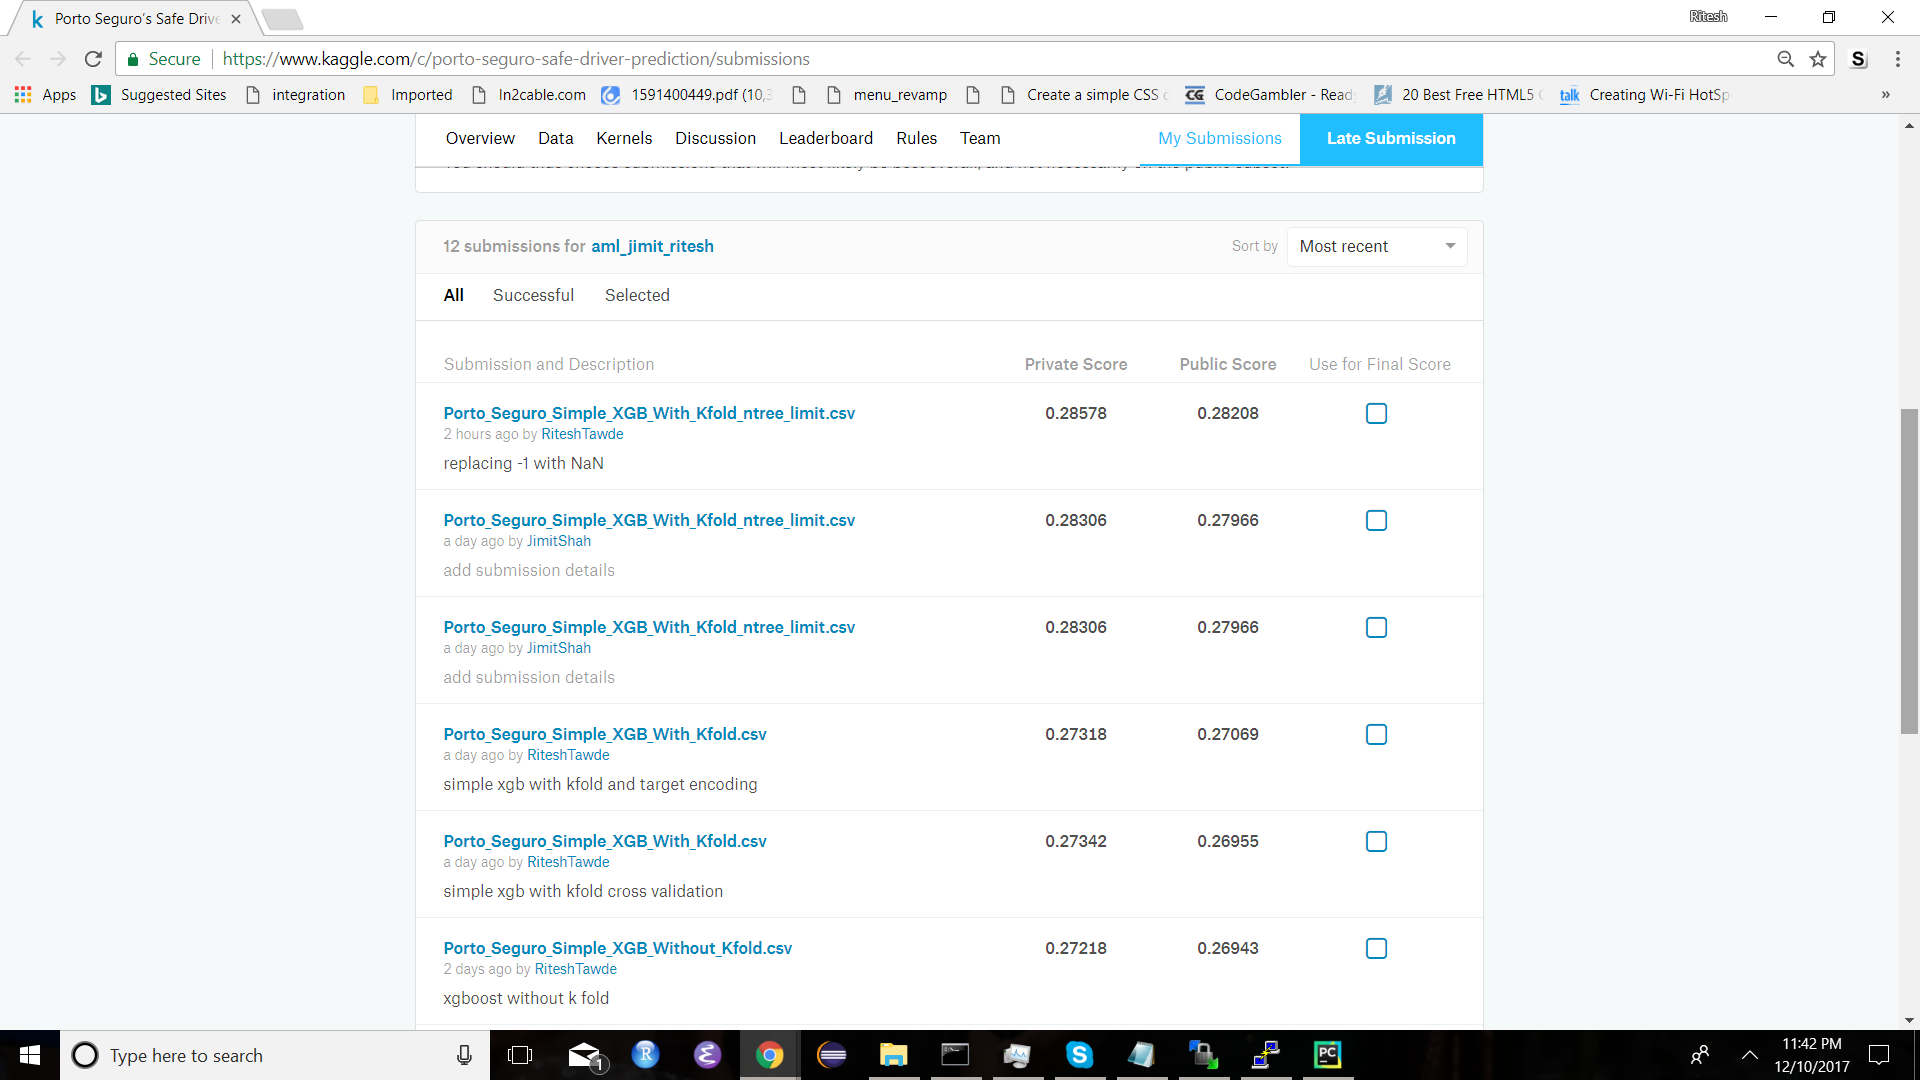 Porto Seguro's Safe Drive
Ritesh
Secure
https://www.kaggle.com/c/porto-seguro-safe-driver-prediction/submissions
S
Apps
Suggested Sites
integration
Imported
In2cable.com
1591400449.pdf (10,3
menu_revamp
Create a simple CSS
CG
CodeGambler - Read
20 Best Free HTML5
talk
Creating Wi-Fi HotSp
»
Overview Data Kernels Discussion Leaderboard Rules Team My Submissions Late Submission
12 submissions for aml_jimit_ritesh
Sort by Most recent
All Successful Selected
Submission and Description Private Score Public Score Use for Final Score
Porto_Seguro_Simple_XGB_With_Kfold_ntree_limit.csv 0.28578 0.28208
2 hours ago by RiteshTawde
replacing -1 with NaN
Porto_Seguro_Simple_XGB_With_Kfold_ntree_limit.csv 0.28306 0.27966
a day ago by JimitShah
add submission details
Porto_Seguro_Simple_XGB_With_Kfold_ntree_limit.csv 0.28306 0.27966
a day ago by JimitShah
add submission details
Porto_Seguro_Simple_XGB_With_Kfold.csv 0.27318 0.27069
a day ago by RiteshTawde
simple xgb with kfold and target encoding
Porto_Seguro_Simple_XGB_With_Kfold.csv 0.27342 0.26955
a day ago by RiteshTawde
simple xgb with kfold cross validation
Porto_Seguro_Simple_XGB_Without_Kfold.csv 0.27218 0.26943
2 days ago by RiteshTawde
xgboost without k fold
Type here to search
1
R
PC
11:42 PM
12/10/2017